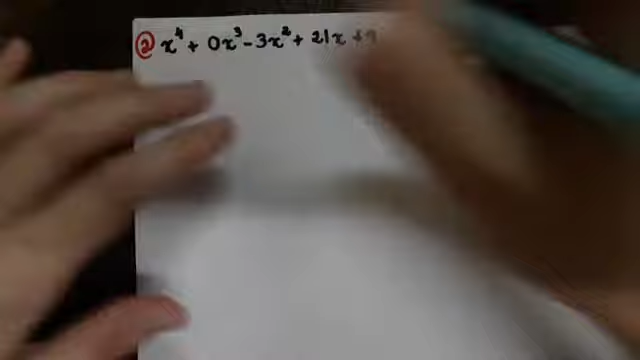 ② x⁴ + 0x³ - 3x² + 21x +